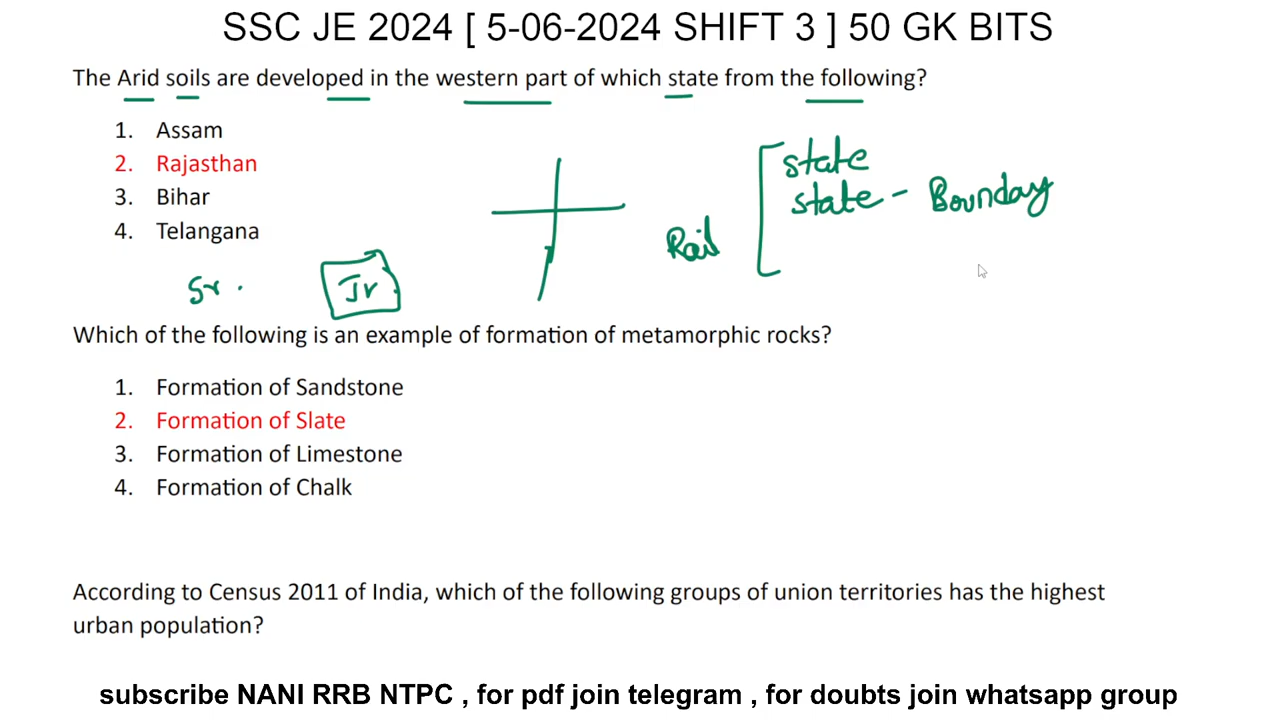 SSC JE 2024 [ 5-06-2024 SHIFT 3 ] 50 GK BITS
The Arid soils are developed in the western part of which state from the following?
1. Assam
2. Rajasthan
3. Bihar
4. Telangana
state
state - Bounday
Rail
Sr.
Jr
Which of the following is an example of formation of metamorphic rocks?
1. Formation of Sandstone
2. Formation of Slate
3. Formation of Limestone
4. Formation of Chalk
According to Census 2011 of India, which of the following groups of union territories has the highest
urban population?
subscribe NANI RRB NTPC , for pdf join telegram , for doubts join whatsapp group